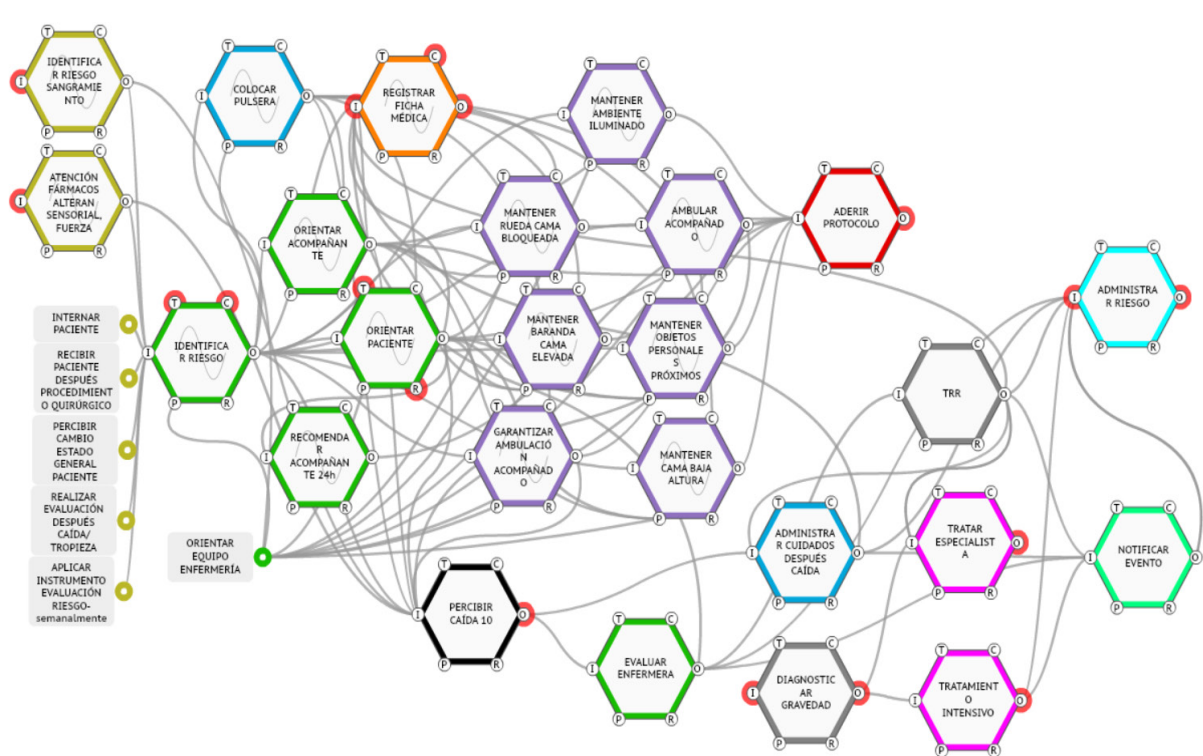 IDENTIFICA
R RIESGO
SANGRAMIE
NTO
ATENCIÓN
FÁRMACOS
ALTÉRAN
SENSORIAL,
FUERZA
INTERNAR
PACIENTE
RECIBIR
PACIENTE
DESPUÉS
PROCEDIMIENT
O QUIRÚRGICO
PERCIBIR
CAMBIO
ESTADO
GENERAL
PACIENTE
REALIZAR
EVALUACIÓN
DESPUÉS
CAÍDA/
TROPIEZA
APLICAR
INSTRUMENTO
EVALUACIÓN
RIESGO-
semanalmente
IDENTIFICA
R RIESGO
ORIENTAR
EQUIPO
ENFERMERÍA
COLOCAR
PULSERA
ORIENTAR
ACOMPAÑAN
TE
RECOMENDA
R
ACOMPAÑAN
TE 24h
REGISTRAR
FICHA
MÉDICA
ORIENTAR
PACIENTE
PERCIBIR
CAÍDA 10
MANTENER
AMBIENTE
ILUMINADO
MANTENER
RUEDA CAMA
BLOQUEADA
MANTENER
BARANDA
CAMA
ELEVADA
GARANTIZAR
AMBULACIÓ
N
ACOMPAÑAD
O
AMBULAR
ACOMPAÑAD
O
MANTENER
OBJETOS
PERSONALE
S
PRÓXIMOS
MANTENER
CAMA BAJA
ALTURA
EVALUAR
ENFERMERA
ADERIR
PROTOCOLO
ADMINISTRA
R CUIDADOS
DESPUÉS
CAÍDA
DIAGNOSTIC
AR
GRAVEDAD
TRR
TRATAR
ESPECIALIST
A
TRATAMIENT
O
INTENSIVO
ADMINISTRA
R RIESGO
NOTIFICAR
EVENTO